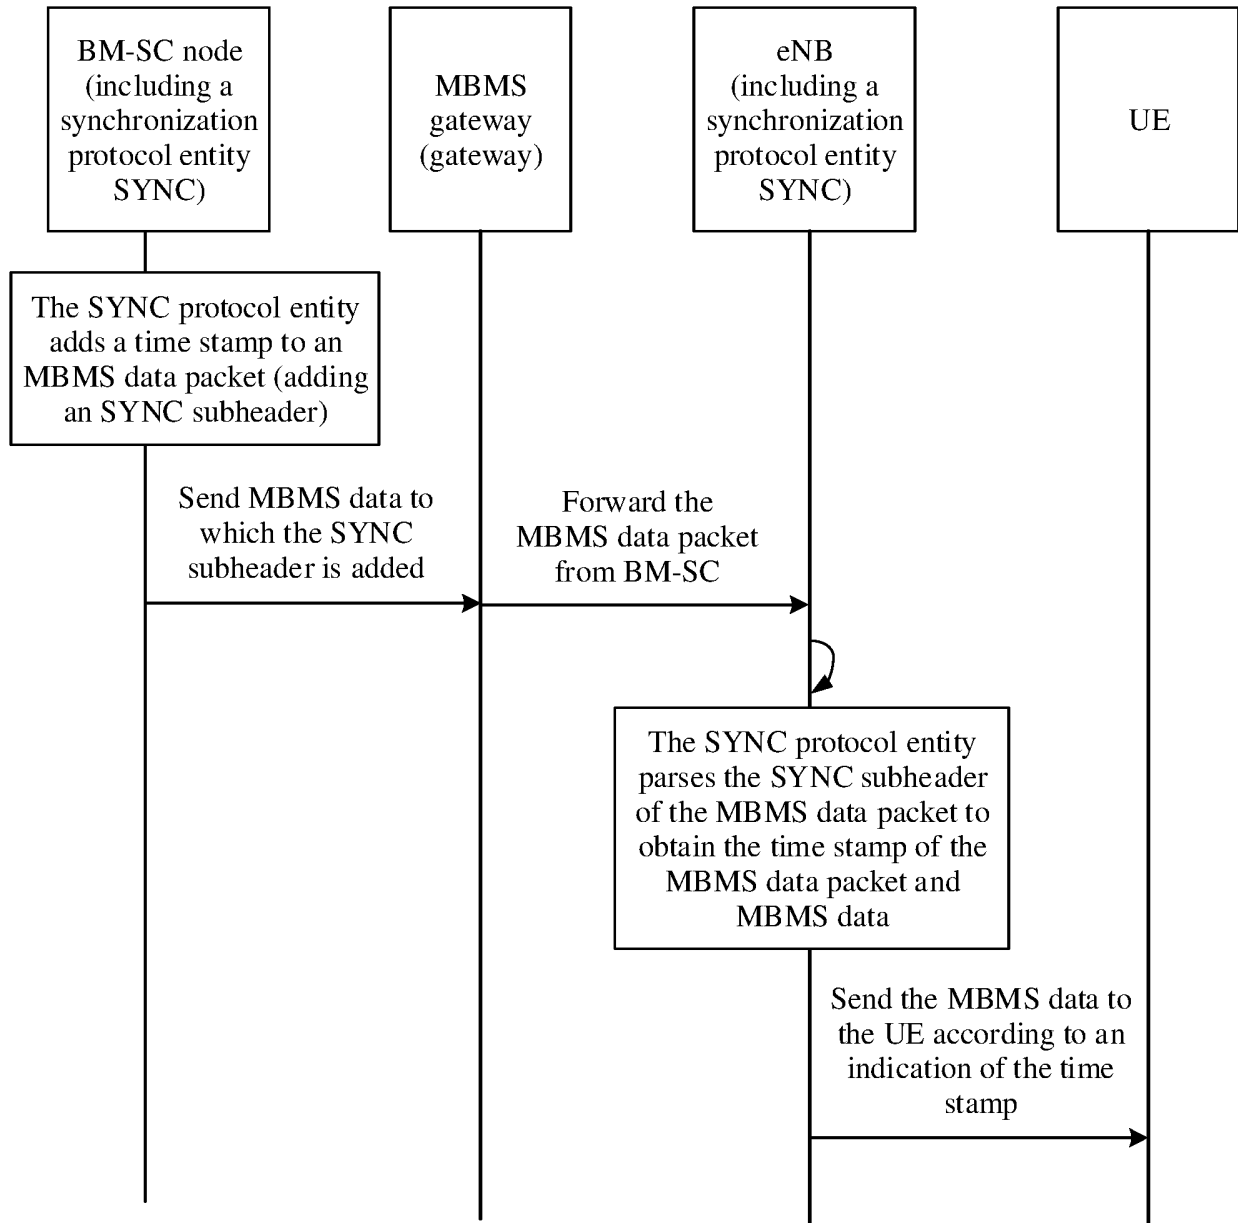 BM-SC node
(including a
synchronization
protocol entity
SYNC)
MBMS
gateway
(gateway)
eNB
(including a
synchronization
protocol entity
SYNC)
UE
The SYNC protocol entity
adds a time stamp to an
MBMS data packet (adding
an SYNC subheader)
Send MBMS data to
which the SYNC
subheader is added
Forward the
MBMS data packet
from BM-SC
The SYNC protocol entity
parses the SYNC subheader
of the MBMS data packet to
obtain the time stamp of the
MBMS data packet and
MBMS data
Send the MBMS data to
the UE according to an
indication of the time
stamp